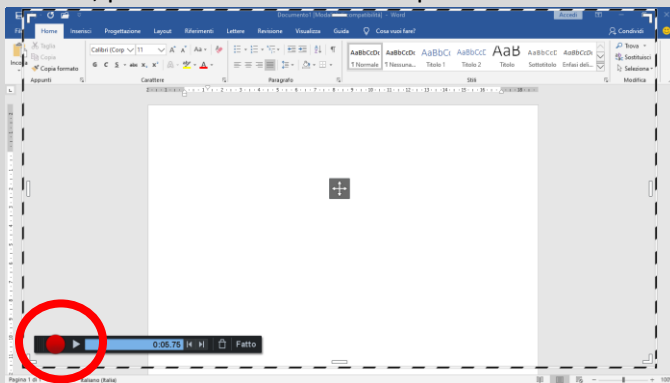 Documento1 [Modalità compatibilità] - Word
Accedi
File Home Inserisci Progettazione Layout Riferimenti Lettere Revisione Visualizza Guida Cosa vuoi fare?
Condividi
Taglia
Copia
Copia formato
Calibri (Corp 11
Trova
Sostituisci
Seleziona
AaBbCcDc AaBbCcDc AaBbCc AaBbCcC AaB AaBbCcC AaBbCcDc
¶ Normale ¶ Nessuna... Titolo 1 Titolo 2 Titolo Sottotitolo Enfasi deli...
Appunti Carattere Paragrafo Stili Modifica
0:05.75 Fatto
Pagina 1 di Italiano (Italia)